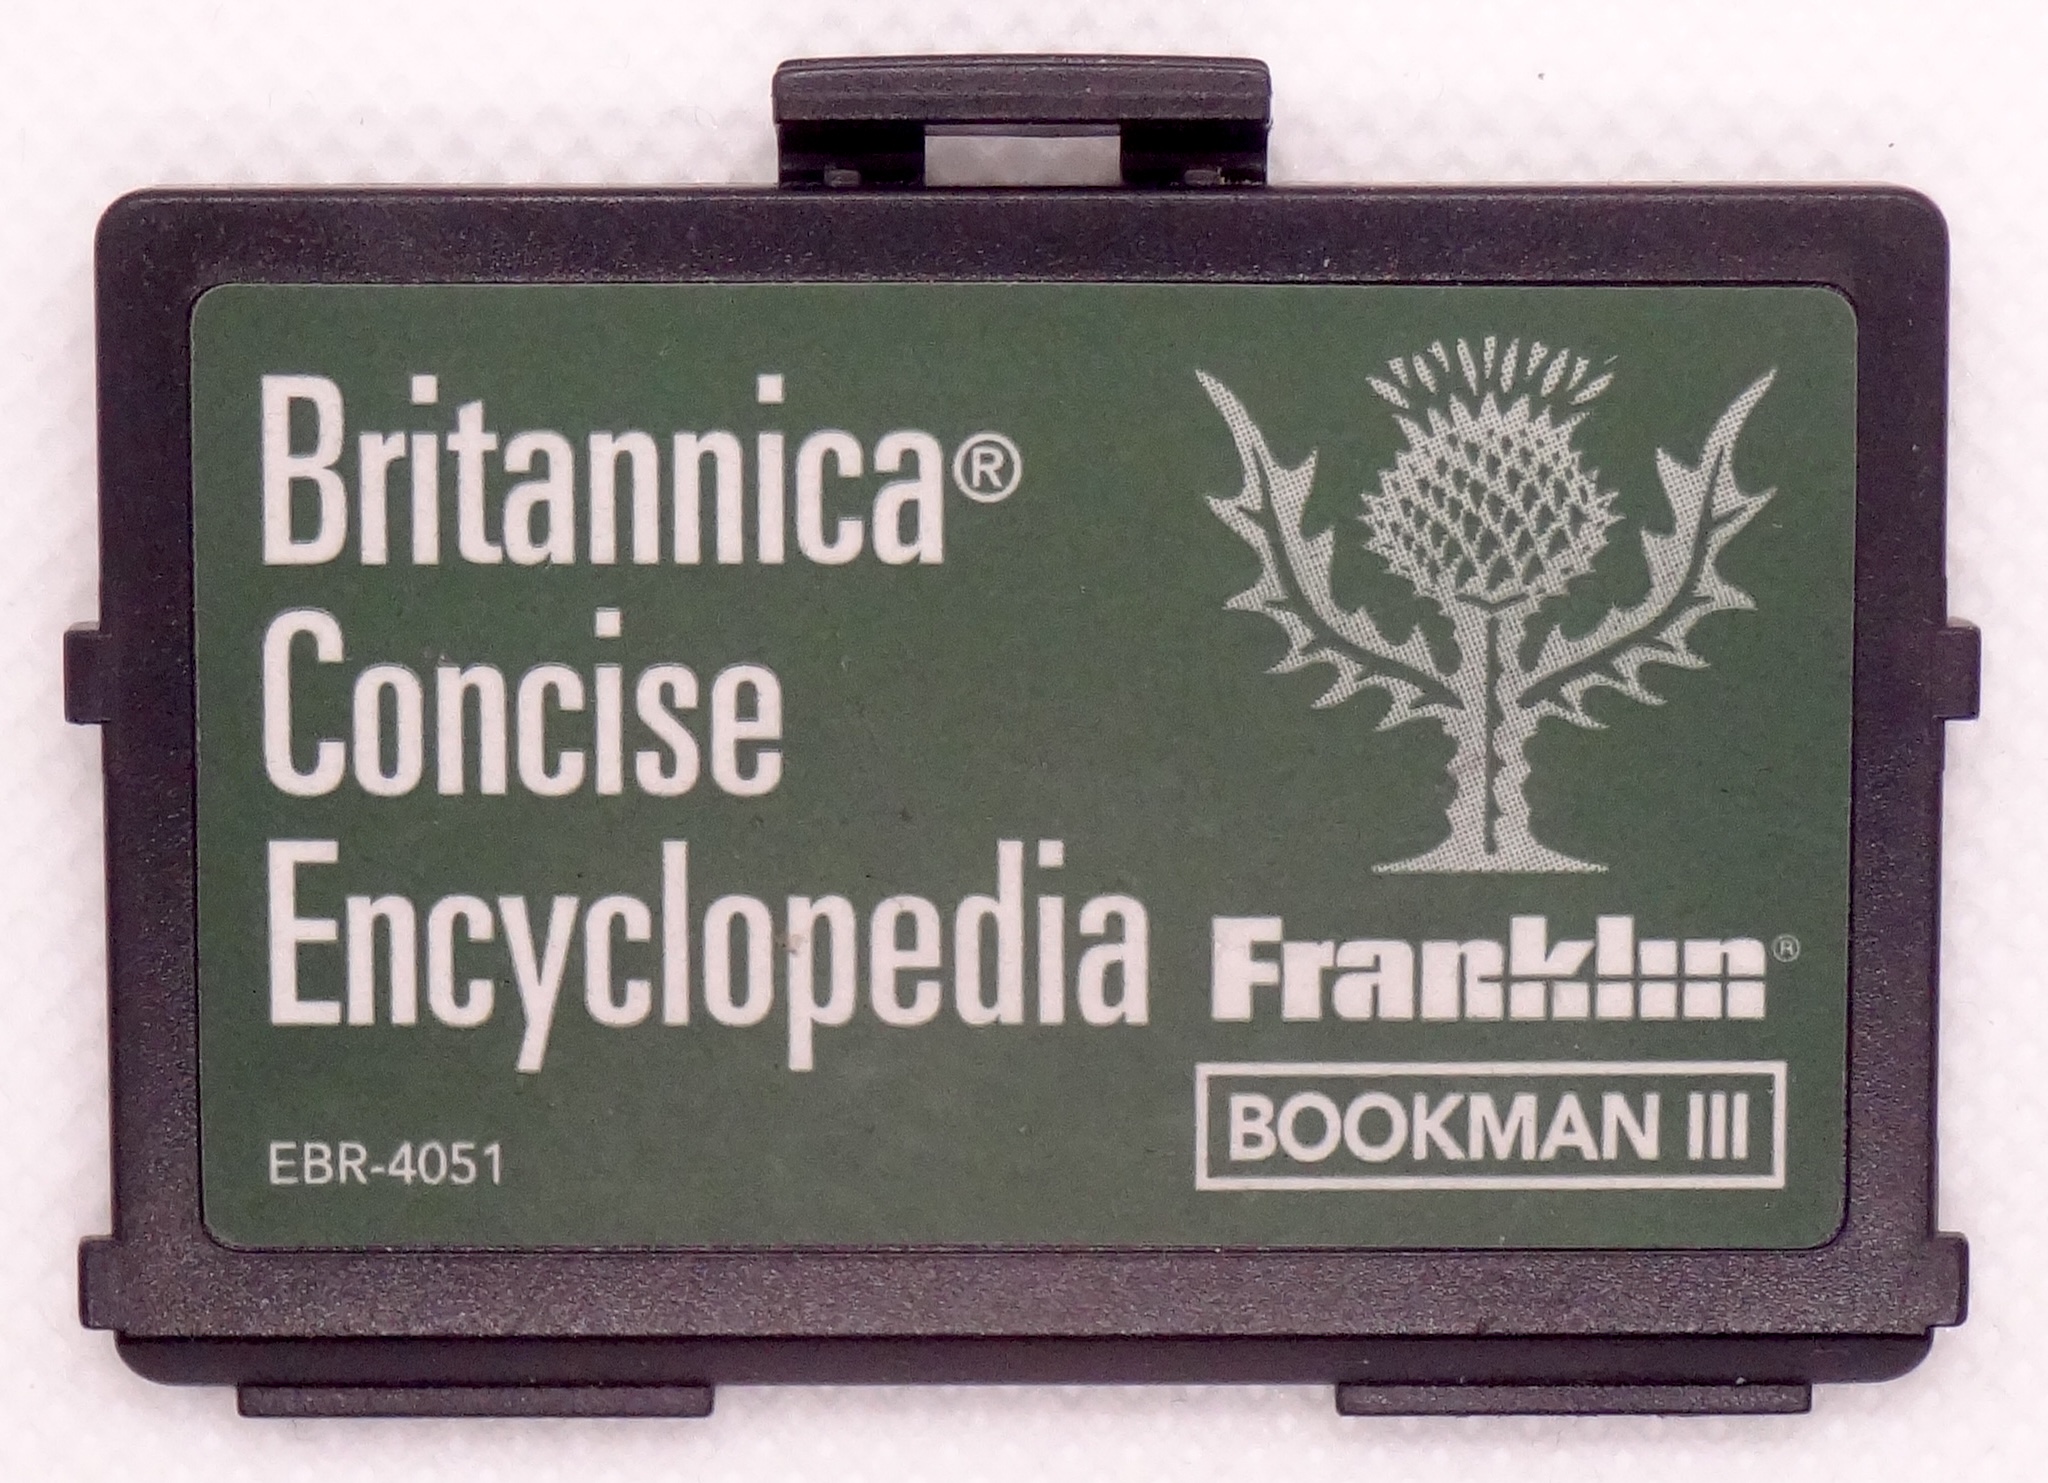 Britannica®
Concise
Encyclopedia
EBR-4051
Franklin®
BOOKMAN III